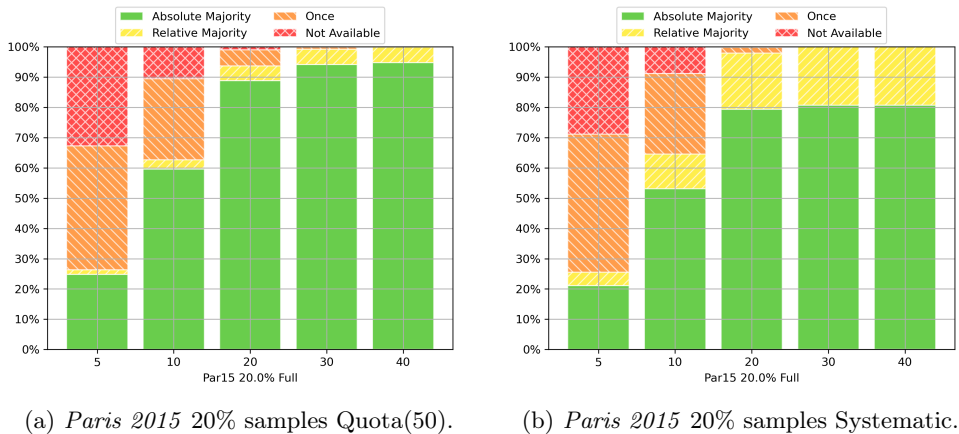 Absolute Majority
Relative Majority
Once
Not Available
100%
90%
80%
70%
60%
50%
40%
30%
20%
10%
0%
5 10 20 30 40
Par15 20.0% Full
(a) Paris 2015 20% samples Quota(50).
Absolute Majority
Relative Majority
Once
Not Available
100%
90%
80%
70%
60%
50%
40%
30%
20%
10%
0%
5 10 20 30 40
Par15 20.0% Full
(b) Paris 2015 20% samples Systematic.